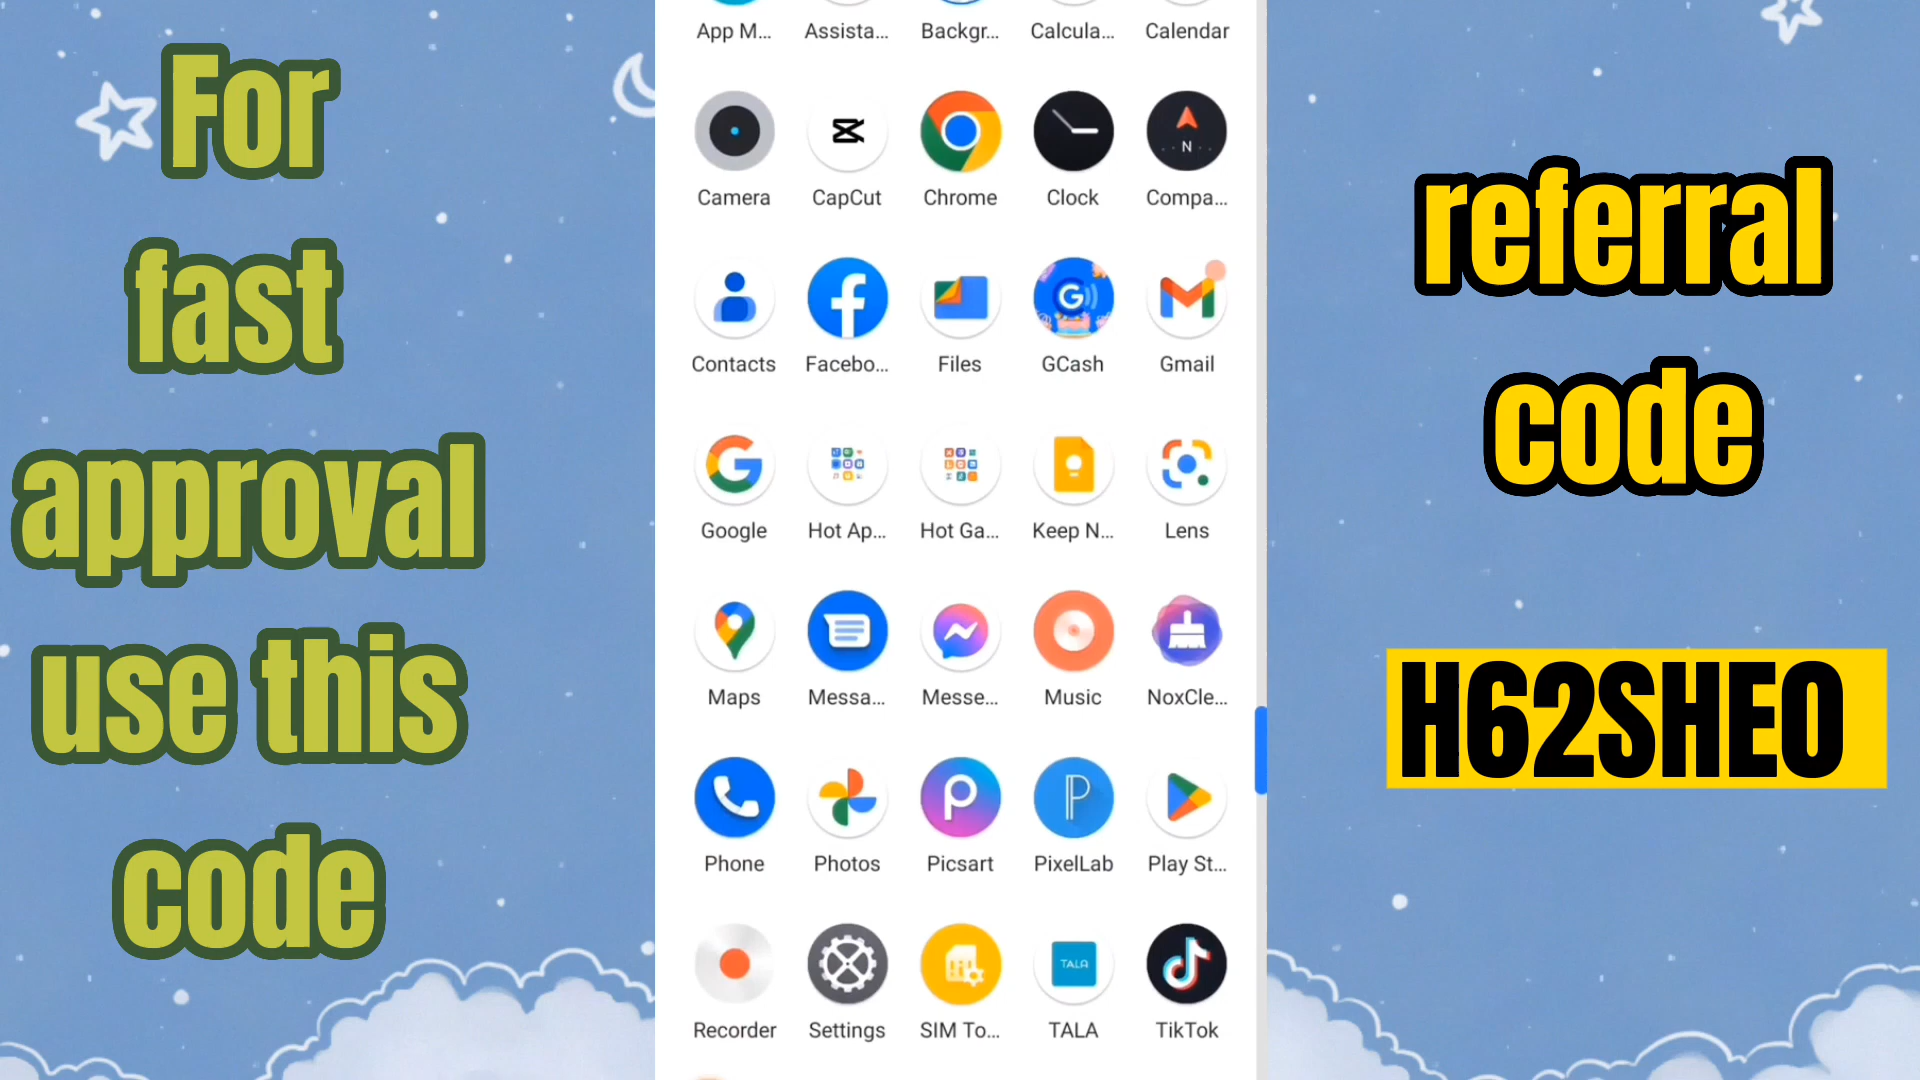 For
fast
approval
use this
code
App M...
Assista...
Backgr...
Calcula...
Calendar
N
Camera
CapCut
Chrome
Clock
Compa...
Contacts
Facebo...
Files
GCash
Gmail
Google
Hot Ap...
Hot Ga...
Keep N...
Lens
Maps
Messa...
Messe...
Music
NoxCle...
Phone
Photos
Picsart
PixelLab
Play St...
TALA
Recorder
Settings
SIM To...
TALA
TikTok
referral
code
H62SHEO